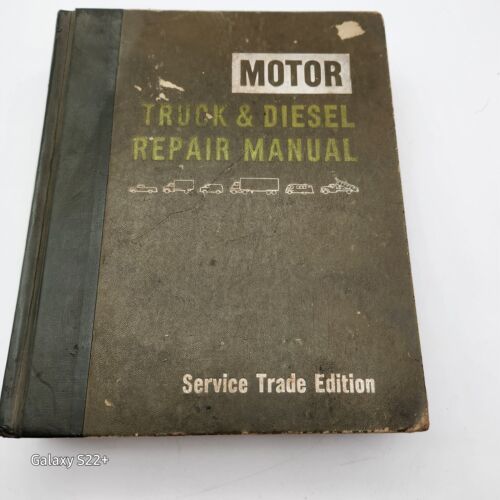 MOTOR
TRUCK & DIESEL
REPAIR MANUAL
Service Trade Edition
Galaxy S22+